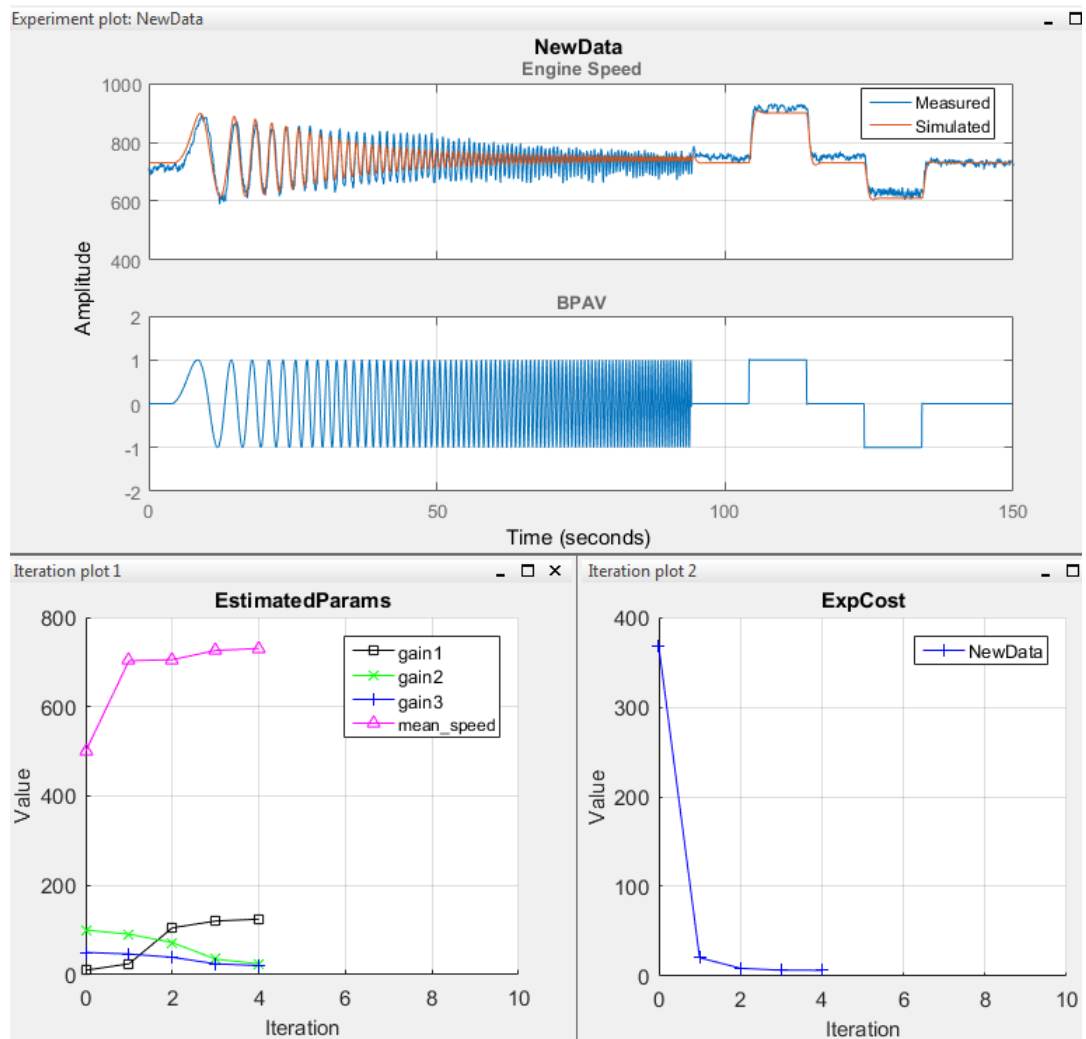 Experiment plot: NewData
NewData
Engine Speed
1000
800
600
400
Measured
Simulated
Amplitude
BPAV
2
1
0
-1
-2
0 50 100 150
Time (seconds)
Iteration plot 1
EstimatedParams
800
600
400
200
0
gain1
gain2
gain3
mean_speed
Value
0 2 4 6 8 10
Iteration
Iteration plot 2
ExpCost
400
300
200
100
0
NewData
Value
0 2 4 6 8 10
Iteration